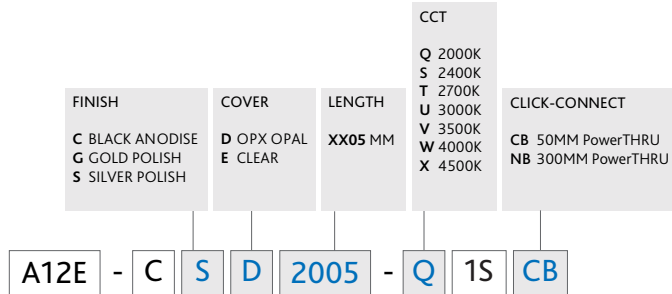 CCT
Q 2000K
S 2400K
T 2700K
U 3000K
V 3500K
W 4000K
X 4500K
FINISH
C BLACK ANODISE
G GOLD POLISH
S SILVER POLISH
COVER
D OPX OPAL
E CLEAR
LENGTH
XX05 MM
CLICK-CONNECT
CB 50MM PowerTHRU
NB 300MM PowerTHRU
A12E - C S D 2005 - Q 1S CB